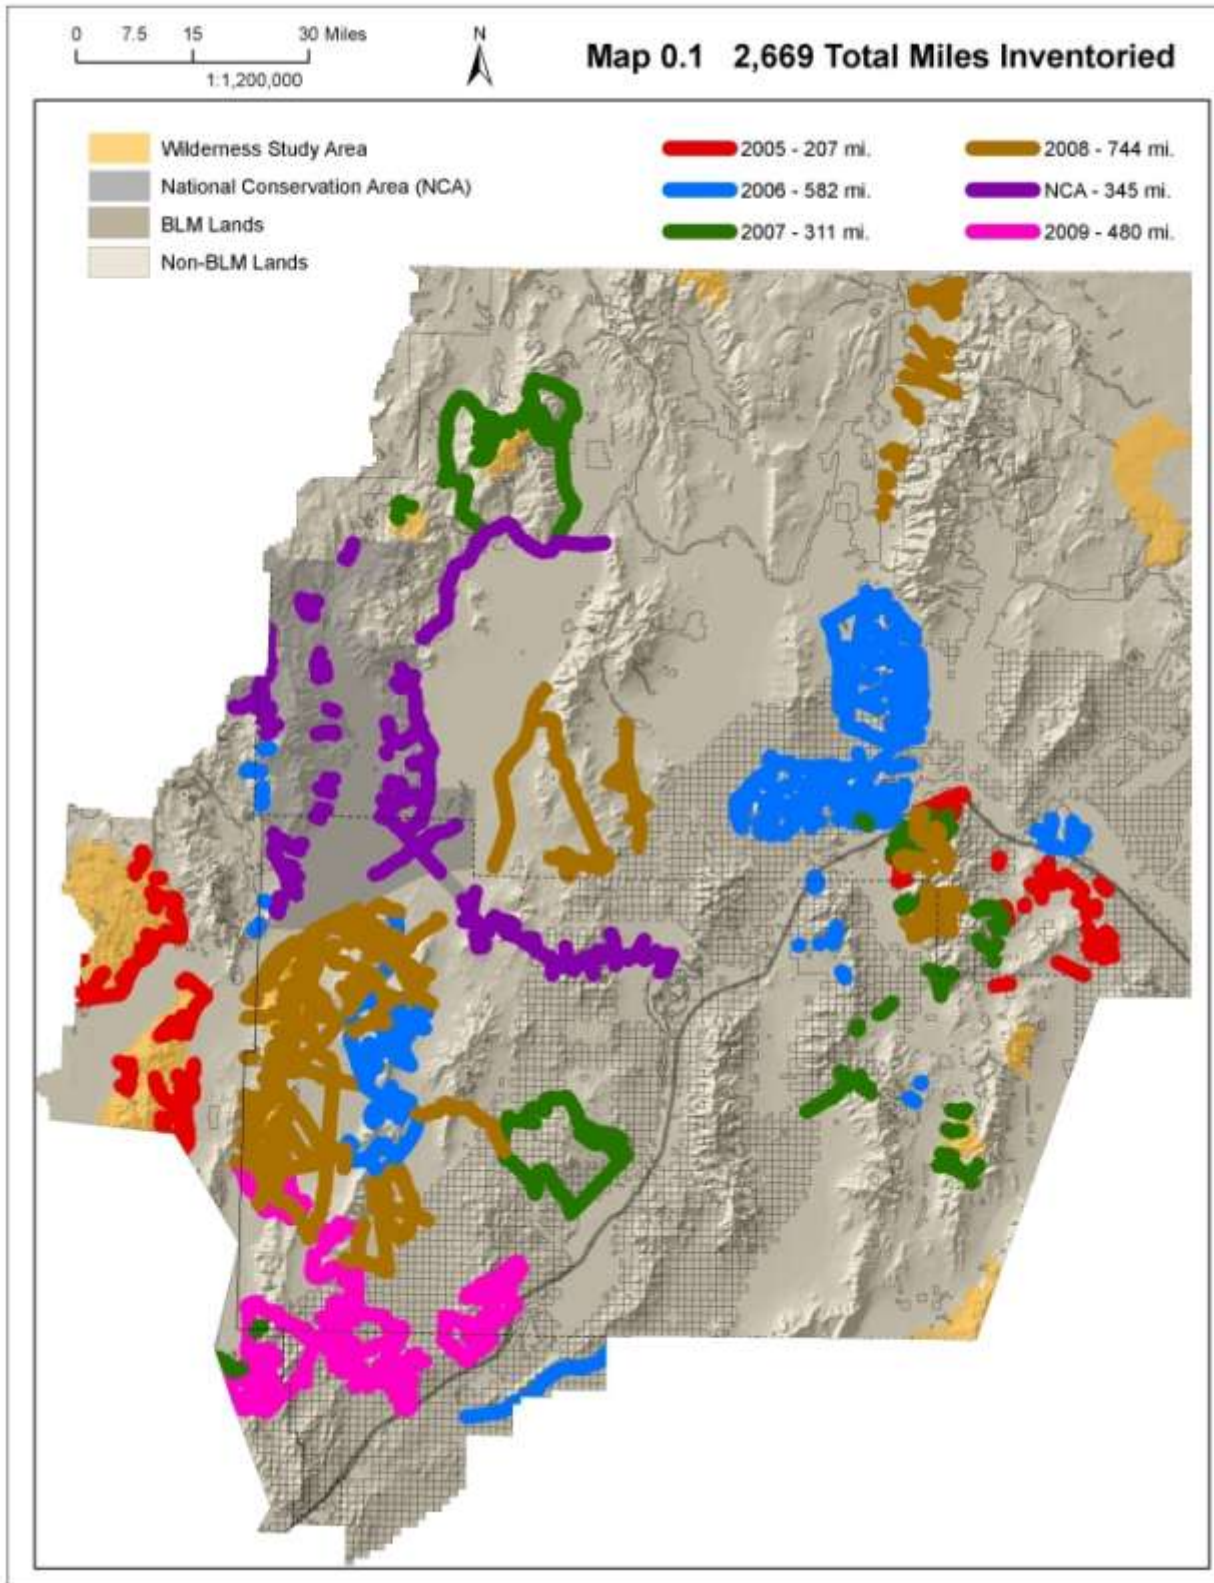 0 7.5 15 30 Miles
1:1,200,000
N
Map 0.1 2,669 Total Miles Inventoried
Wilderness Study Area
National Conservation Area (NCA)
BLM Lands
Non-BLM Lands
2005 - 207 mi.
2006 - 582 mi.
2007 - 311 mi.
2008 - 744 mi.
NCA - 345 mi.
2009 - 480 mi.